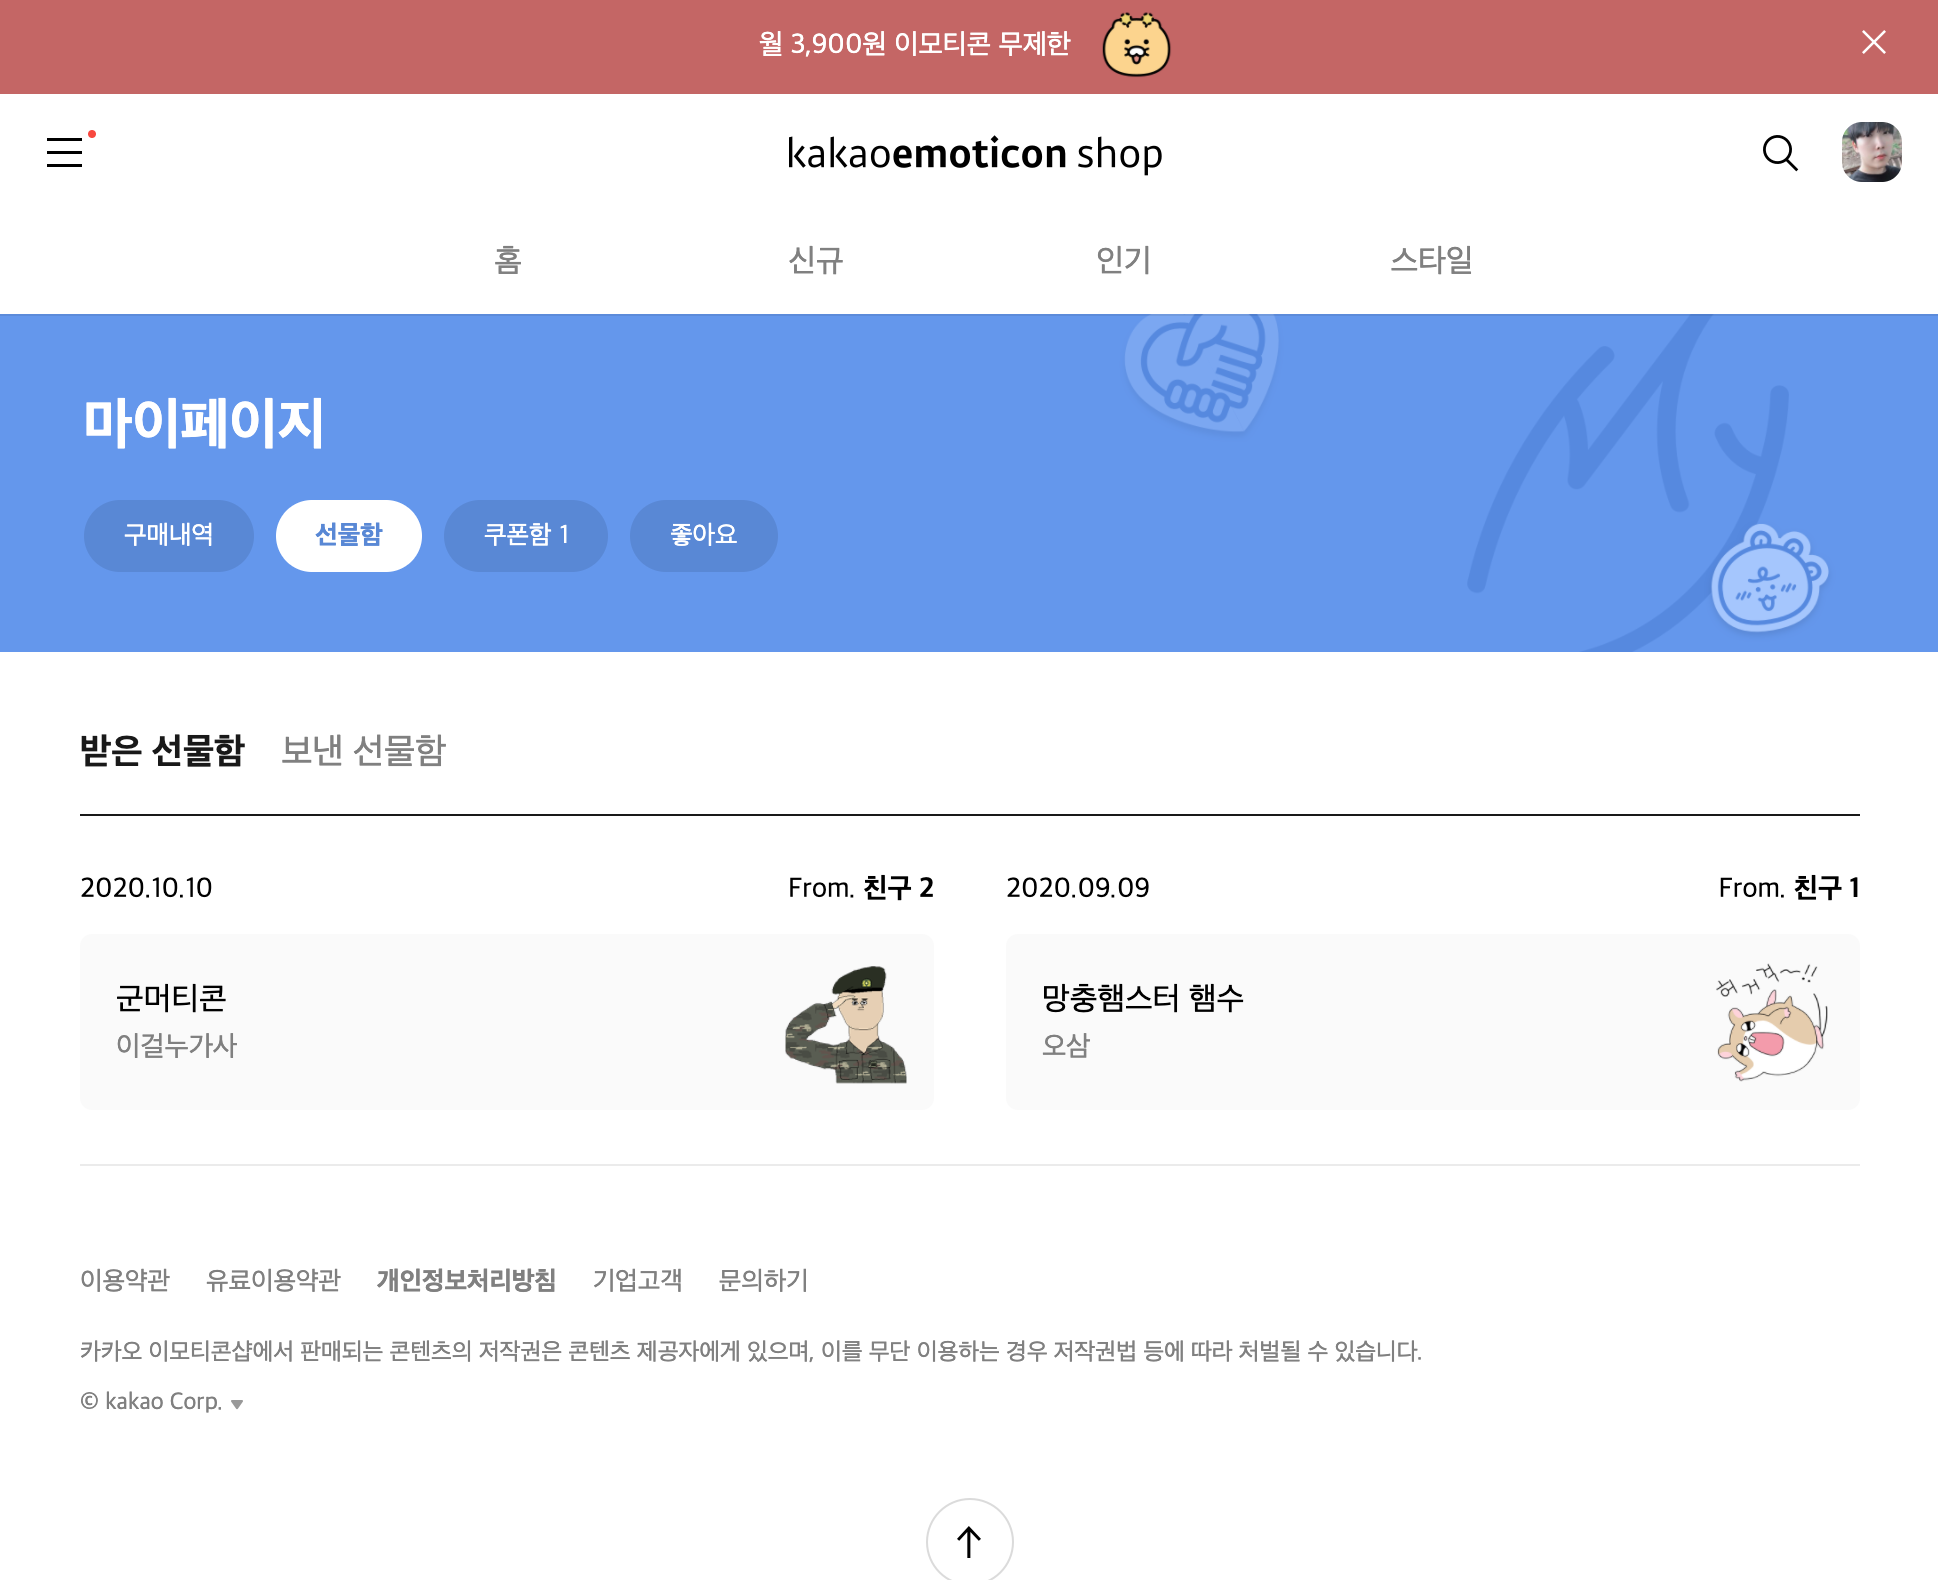 월 3,900원 이모티콘 무제한
kakaoemoticon shop
홈 신규 인기 스타일
My
마이페이지
구매내역 선물함 쿠폰함 1 좋아요
받은 선물함 보낸 선물함
2020.10.10 From. 친구 2
군머티콘
이걸누가사
2020.09.09 From. 친구 1
망충햄스터 햄수
오삼
허거걱~!!
이용약관 유료이용약관 개인정보처리방침 기업고객 문의하기
카카오 이모티콘샵에서 판매되는 콘텐츠의 저작권은 콘텐츠 제공자에게 있으며, 이를 무단 이용하는 경우 저작권법 등에 따라 처벌될 수 있습니다.
© kakao Corp.